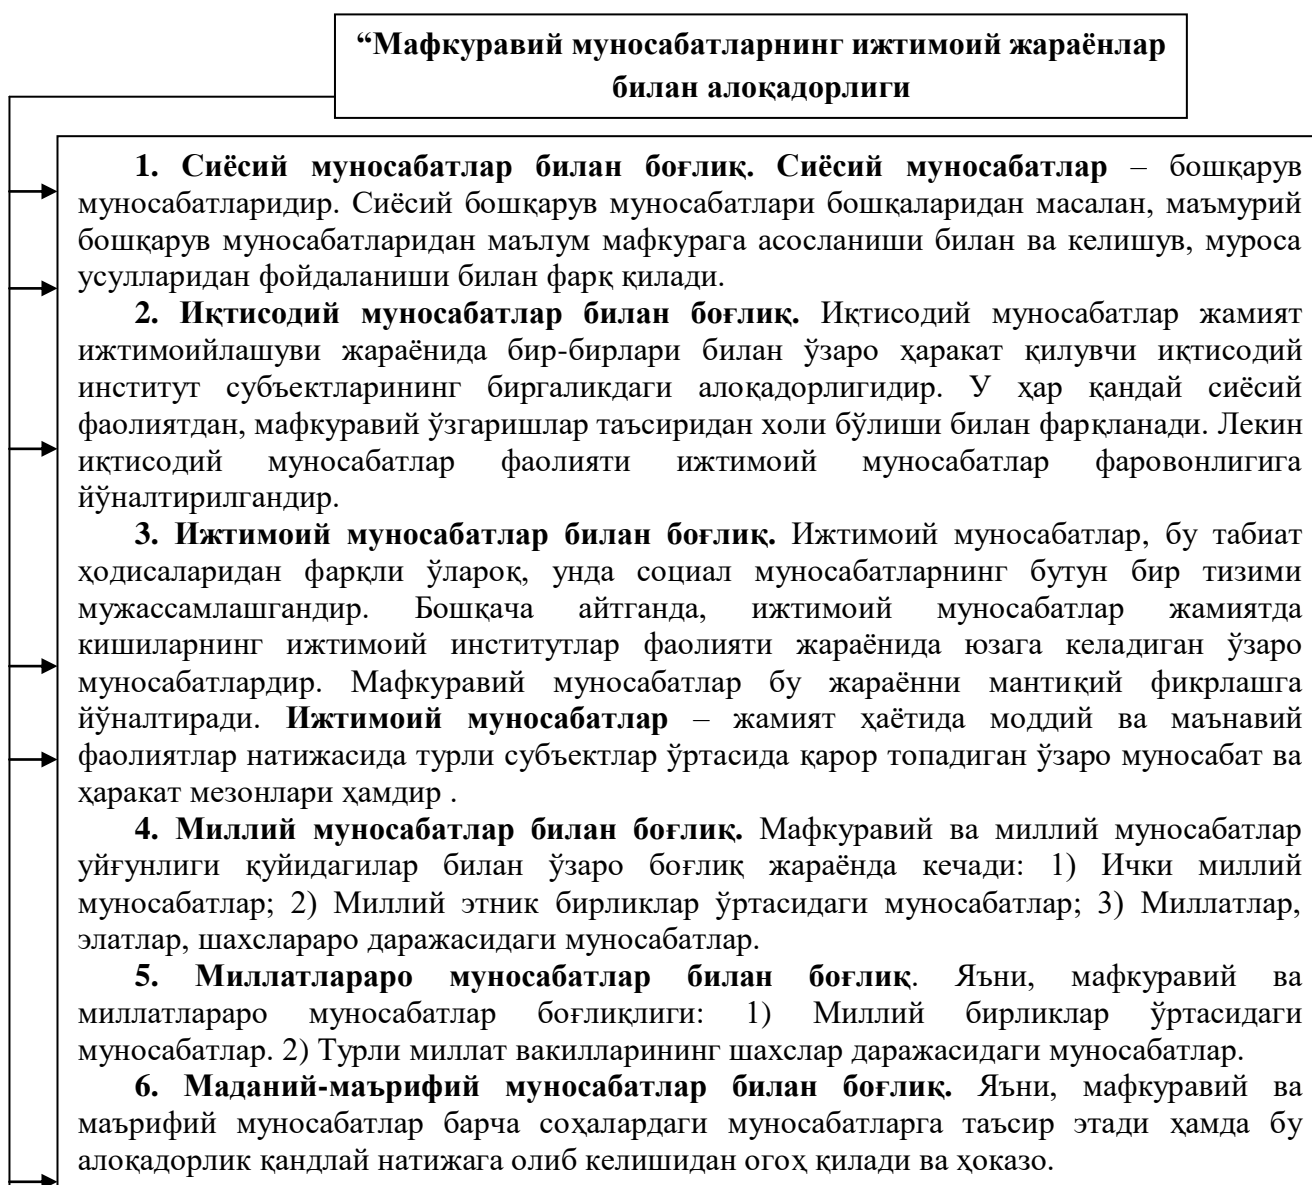 “Мафкуравий муносабатларнинг ижтимоий жараёнлар
билан алоқадорлиги
1. Сиёсий муносабатлар билан боғлиқ. Сиёсий муносабатлар – бошқарув
муносабатларидир. Сиёсий бошқарув муносабатлари бошқаларидан масалан, маъмурий
бошқарув муносабатларидан маълум мафкурага асосланиши билан ва келишув, муроса
усулларидан фойдаланиши билан фарқ қилади.
2. Иқтисодий муносабатлар билан боғлиқ. Иқтисодий муносабатлар жамият
ижтимоийлашуви жараёнида бир-бирлари билан ўзаро ҳаракат қилувчи иқтисодий
институт субъектларининг биргаликдаги алоқадорлигидир. У ҳар қандай сиёсий
фаолиятдан, мафкуравий ўзгаришлар таъсиридан холи бўлиши билан фарқланади. Лекин
иқтисодий муносабатлар фаолияти ижтимоий муносабатлар фаровонлигига
йўналтирилгандир.
3. Ижтимоий муносабатлар билан боғлиқ. Ижтимоий муносабатлар, бу табиат
ҳодисаларидан фарқли ўлароқ, унда социал муносабатларнинг бутун бир тизими
мужассамлашгандир. Бошқача айтганда, ижтимоий муносабатлар жамиятда
кишиларнинг ижтимоий институтлар фаолияти жараёнида юзага келадиган ўзаро
муносабатлардир. Мафкуравий муносабатлар бу жараённи мантиқий фикрлашга
йўналтиради. Ижтимоий муносабатлар – жамият ҳаётида моддий ва маънавий
фаолиятлар натижасида турли субъектлар ўртасида қарор топадиган ўзаро муносабат ва
ҳаракат мезонлари ҳамдир .
4. Миллий муносабатлар билан боғлиқ. Мафкуравий ва миллий муносабатлар
уйғунлиги қуйидагилар билан ўзаро боғлиқ жараёнда кечади: 1) Ички миллий
муносабатлар; 2) Миллий этник бирликлар ўртасидаги муносабатлар; 3) Миллатлар,
элатлар, шахслараро даражасидаги муносабатлар.
5. Миллатлараро муносабатлар билан боғлиқ. Яъни, мафкуравий ва
миллатлараро муносабатлар боғлиқлиги: 1) Миллий бирликлар ўртасидаги
муносабатлар. 2) Турли миллат вакилларининг шахслар даражасидаги муносабатлар.
6. Маданий-маърифий муносабатлар билан боғлиқ. Яъни, мафкуравий ва
маърифий муносабатлар барча соҳалардаги муносабатларга таъсир этади ҳамда бу
алоқадорлик қандлай натижага олиб келишидан огоҳ қилади ва ҳоказо.